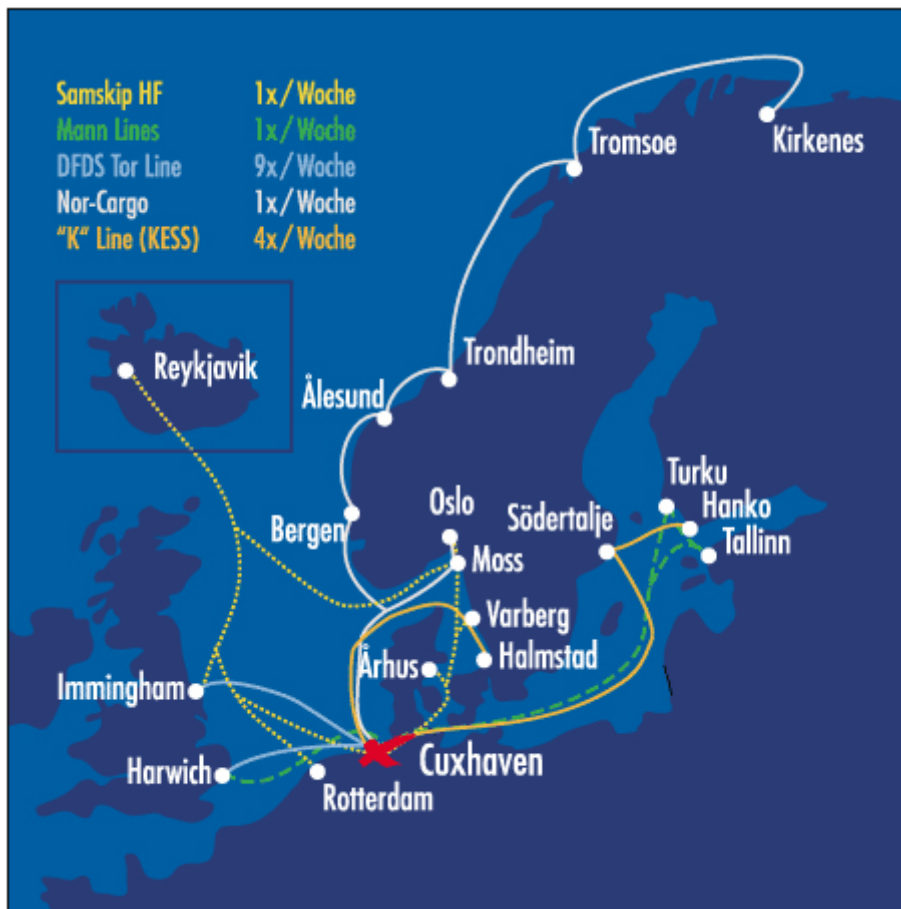 Samskip HF 1x/Woche
Mann Lines 1x/Woche
DFDS Tor Line 9x/Woche
Nor-Cargo 1x/Woche
"K" Line (KESS) 4x/Woche
Tromsoe
Kirkenes
Reykjavik
Trondheim
Ålesund
Turku
Oslo
Hanko
Södertalje
Bergen
Tallinn
Moss
Varberg
Århus
Halmstad
Immingham
Cuxhaven
Harwich
Rotterdam